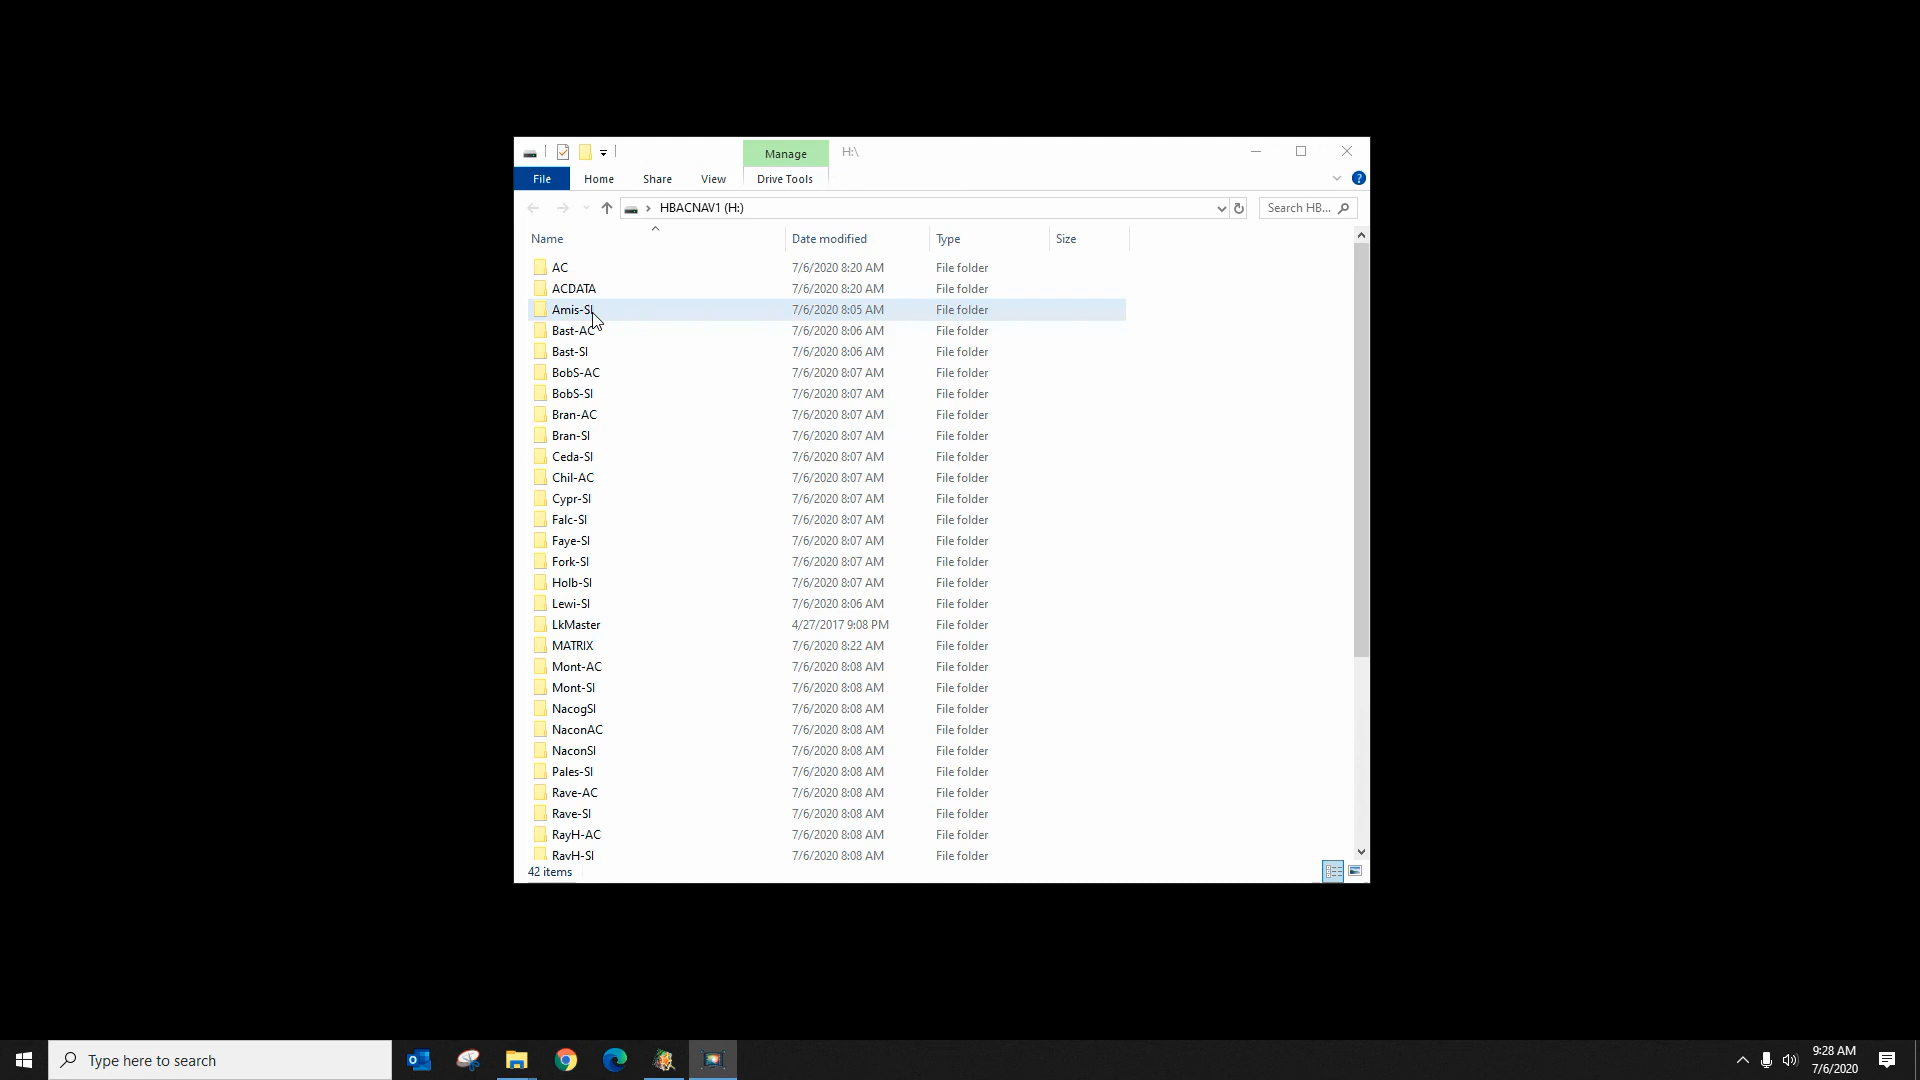 Manage
H:\
File
Home
Share
View
Drive Tools
HBACNAV1 (H:)
Search HB...
Name
Date modified
Type
Size
AC 7/6/2020 8:20 AM File folder
ACDATA 7/6/2020 8:20 AM File folder
Amis-SI 7/6/2020 8:05 AM File folder
Bast-AC 7/6/2020 8:06 AM File folder
Bast-SI 7/6/2020 8:06 AM File folder
BobS-AC 7/6/2020 8:07 AM File folder
BobS-SI 7/6/2020 8:07 AM File folder
Bran-AC 7/6/2020 8:07 AM File folder
Bran-SI 7/6/2020 8:07 AM File folder
Ceda-SI 7/6/2020 8:07 AM File folder
Chil-AC 7/6/2020 8:07 AM File folder
Cypr-SI 7/6/2020 8:07 AM File folder
Falc-SI 7/6/2020 8:07 AM File folder
Faye-SI 7/6/2020 8:07 AM File folder
Fork-SI 7/6/2020 8:07 AM File folder
Holb-SI 7/6/2020 8:07 AM File folder
Lewi-SI 7/6/2020 8:06 AM File folder
LkMaster 4/27/2017 9:08 PM File folder
MATRIX 7/6/2020 8:22 AM File folder
Mont-AC 7/6/2020 8:08 AM File folder
Mont-SI 7/6/2020 8:08 AM File folder
NacogSI 7/6/2020 8:08 AM File folder
NaconAC 7/6/2020 8:08 AM File folder
NaconSI 7/6/2020 8:08 AM File folder
Pales-SI 7/6/2020 8:08 AM File folder
Rave-AC 7/6/2020 8:08 AM File folder
Rave-SI 7/6/2020 8:08 AM File folder
RayH-AC 7/6/2020 8:08 AM File folder
RayH-SI 7/6/2020 8:08 AM File folder
42 items
Type here to search
9:28 AM
7/6/2020